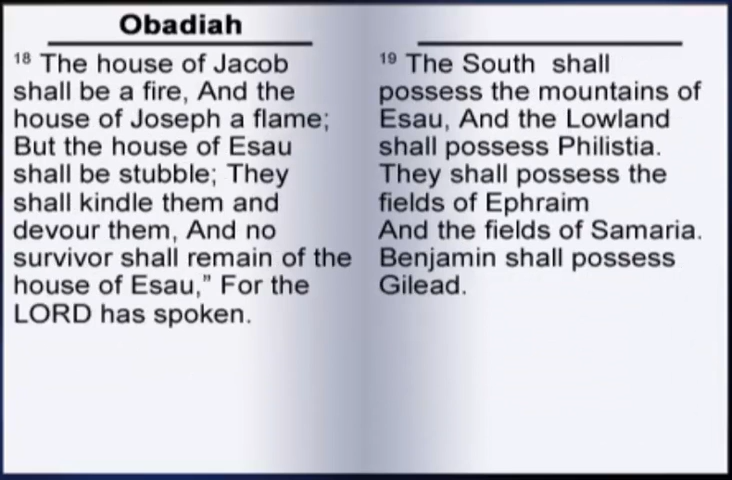 Obadiah
18 The house of Jacob
shall be a fire, And the
house of Joseph a flame;
But the house of Esau
shall be stubble; They
shall kindle them and
devour them, And no
survivor shall remain of the
house of Esau,” For the
LORD has spoken.
19 The South shall
possess the mountains of
Esau, And the Lowland
shall possess Philistia.
They shall possess the
fields of Ephraim
And the fields of Samaria.
Benjamin shall possess
Gilead.